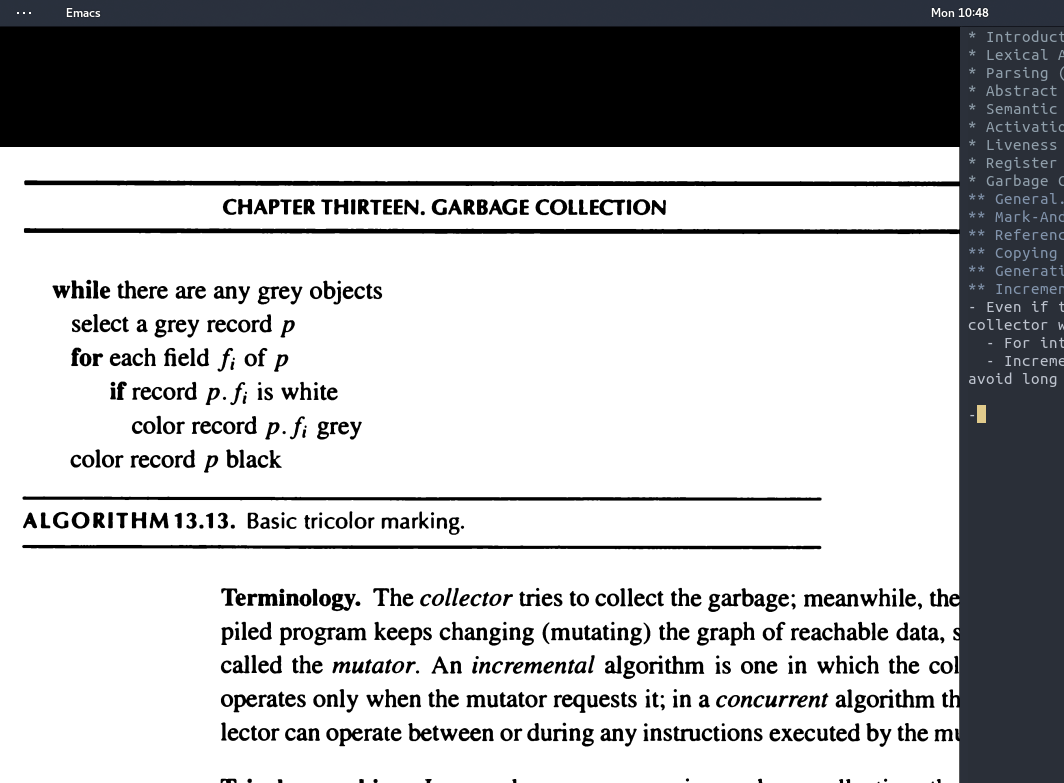 Emacs
Mon 10:48
CHAPTER THIRTEEN. GARBAGE COLLECTION
while there are any grey objects
select a grey record p
for each field fᵢ of p
if record p.fᵢ is white
color record p.fᵢ grey
color record p black
ALGORITHM 13.13. Basic tricolor marking.
Terminology. The collector tries to collect the garbage; meanwhile, the
piled program keeps changing (mutating) the graph of reachable data, s
called the mutator. An incremental algorithm is one in which the col
operates only when the mutator requests it; in a concurrent algorithm th
lector can operate between or during any instructions executed by the mu
* Introduct
* Lexical A
* Parsing (
* Abstract
* Semantic
* Activatio
* Liveness
* Register
* Garbage C
** General.
** Mark-And
** Referenc
** Copying
** Generati
** Incremen
- Even if t
collector w
- For int
- Increme
avoid long
-